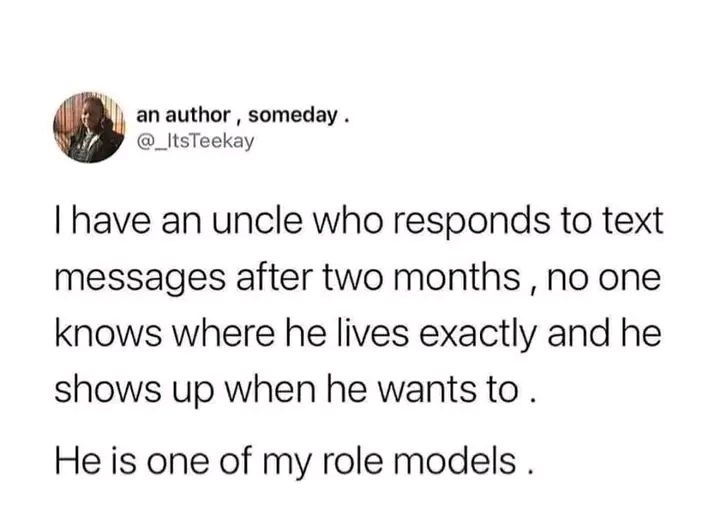 an author , someday .
@_ItsTeekay
I have an uncle who responds to text
messages after two months , no one
knows where he lives exactly and he
shows up when he wants to .
He is one of my role models .